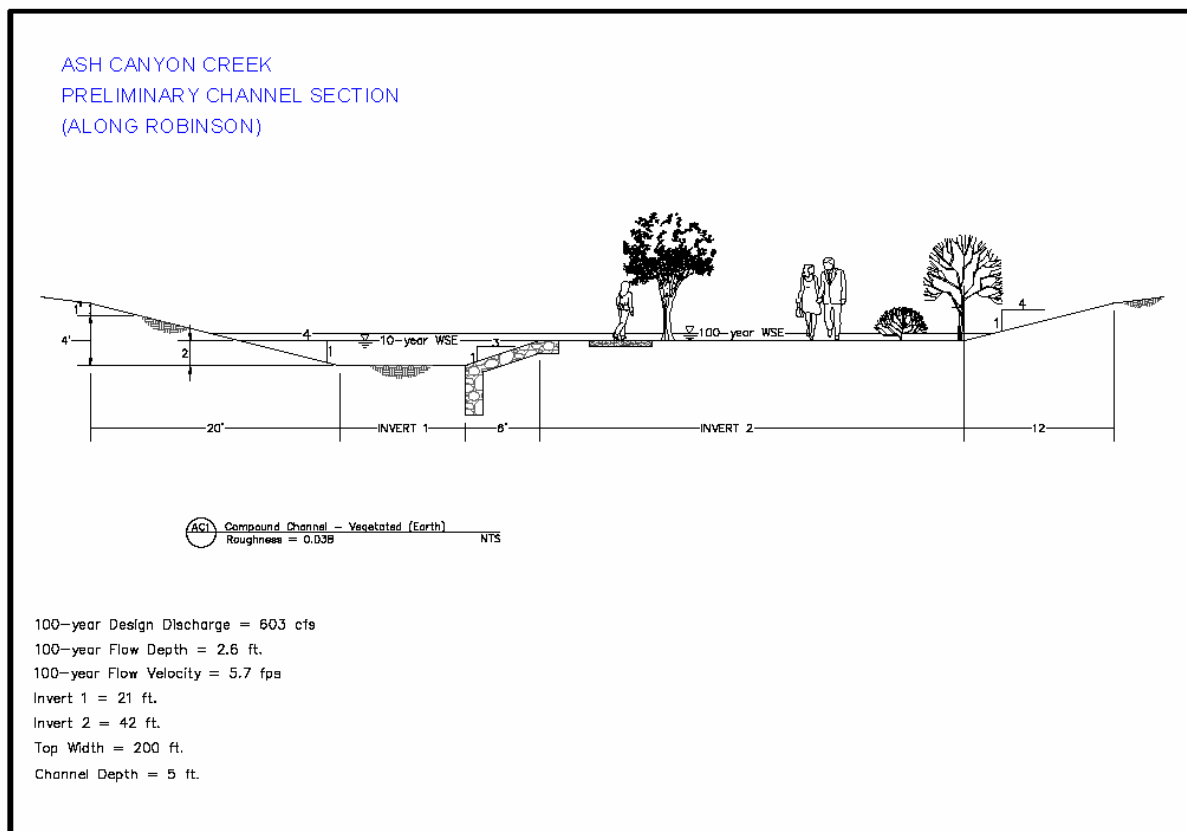 ASH CANYON CREEK
PRELIMINARY CHANNEL SECTION
(ALONG ROBINSON)
4
1
1
4'
2
1
4
10-year WSE
3
1
100-year WSE
20'
INVERT 1
6'
INVERT 2
12
AC1 Compound Channel - Vegetated (Earth)
Roughness = 0.038 NTS
100-year Design Discharge = 603 cfs
100-year Flow Depth = 2.6 ft.
100-year Flow Velocity = 5.7 fps
Invert 1 = 21 ft.
Invert 2 = 42 ft.
Top Width = 200 ft.
Channel Depth = 5 ft.